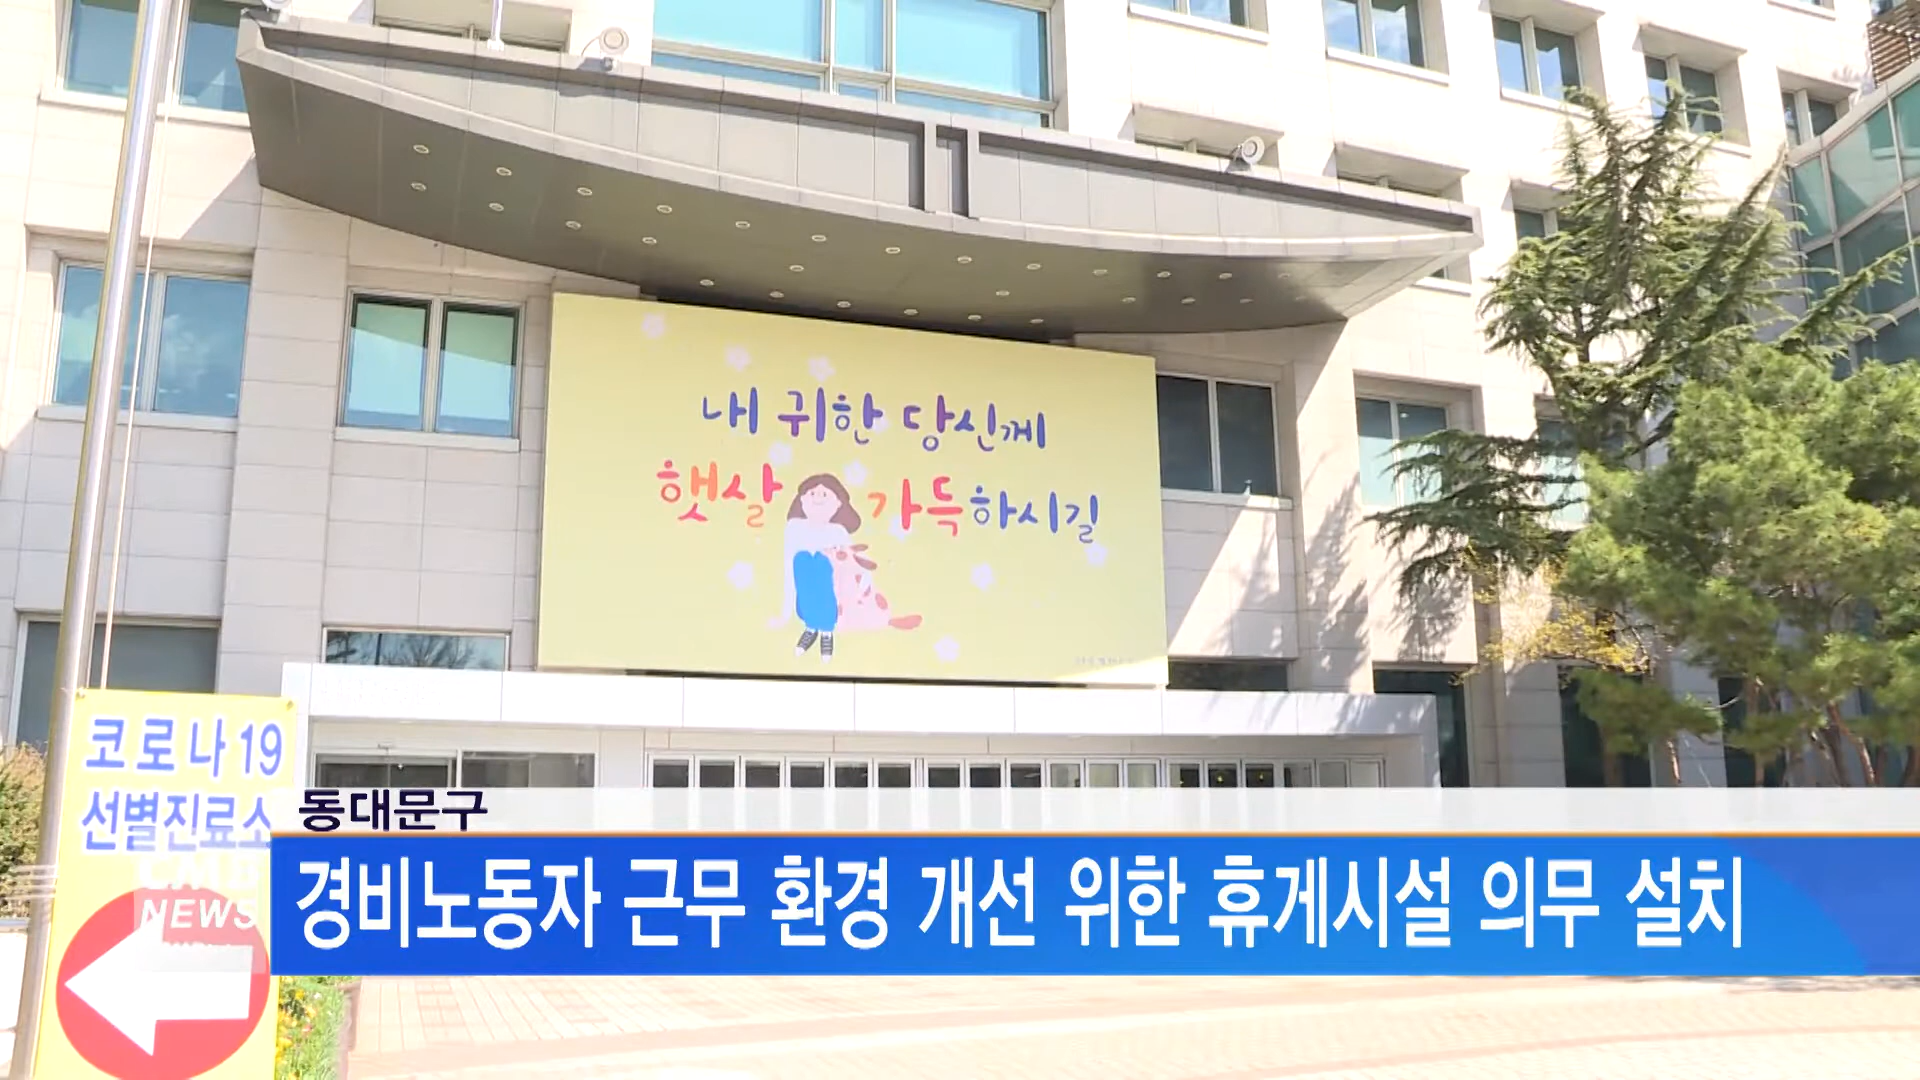 내 귀한 당신께
햇살 가득하시길
코로나19
선별진료소
동대문구
경비노동자 근무 환경 개선 위한 휴게시설 의무 설치
NEWS